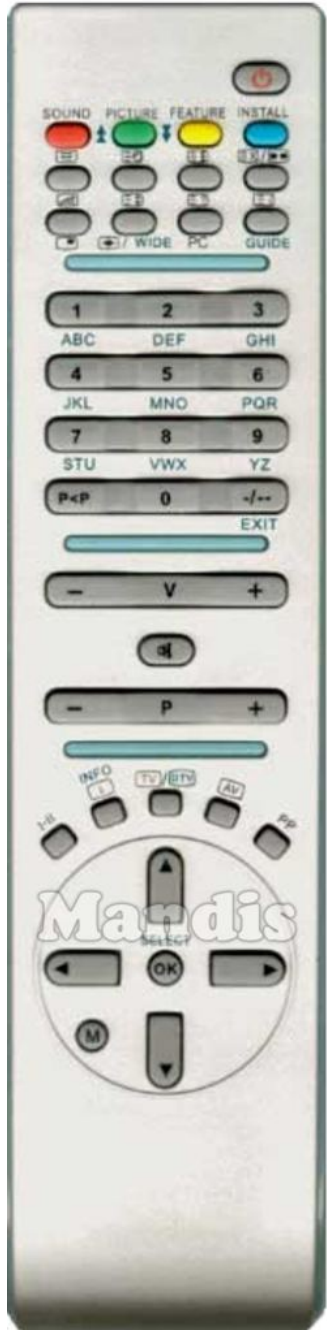 SOUND PICTURE FEATURE INSTALL
WIDE PC GUIDE
1 2 3
ABC DEF GHI
4 5 6
JKL MNO PQR
7 8 9
STU VWX YZ
P<P 0 -/--
EXIT
- V +
- P +
INFO TV/DTV AV
I-II i PP
Mandis
SELECT
OK
M